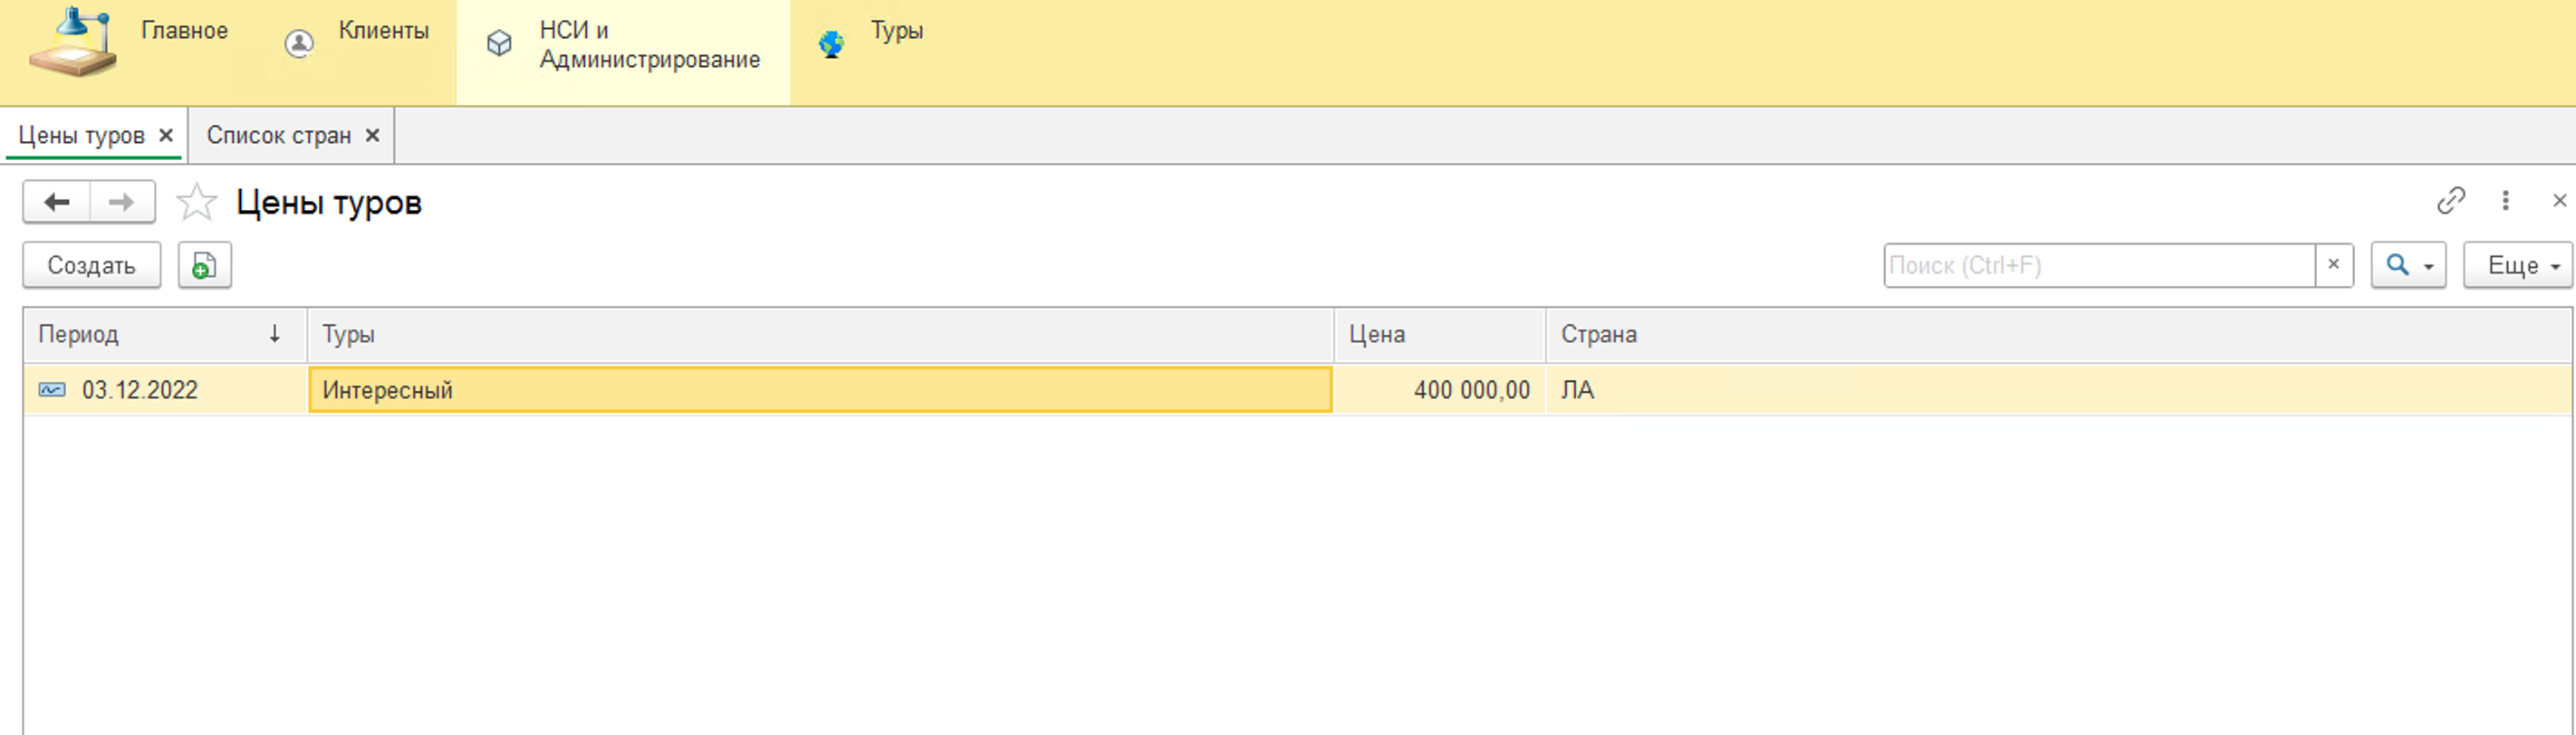 Главное
Клиенты
НСИ и
Администрирование
Туры
Цены туров
Список стран
Цены туров
Создать
Поиск (Ctrl+F)
Еще
Период Туры Цена Страна
03.12.2022 Интересный 400 000,00 ЛА